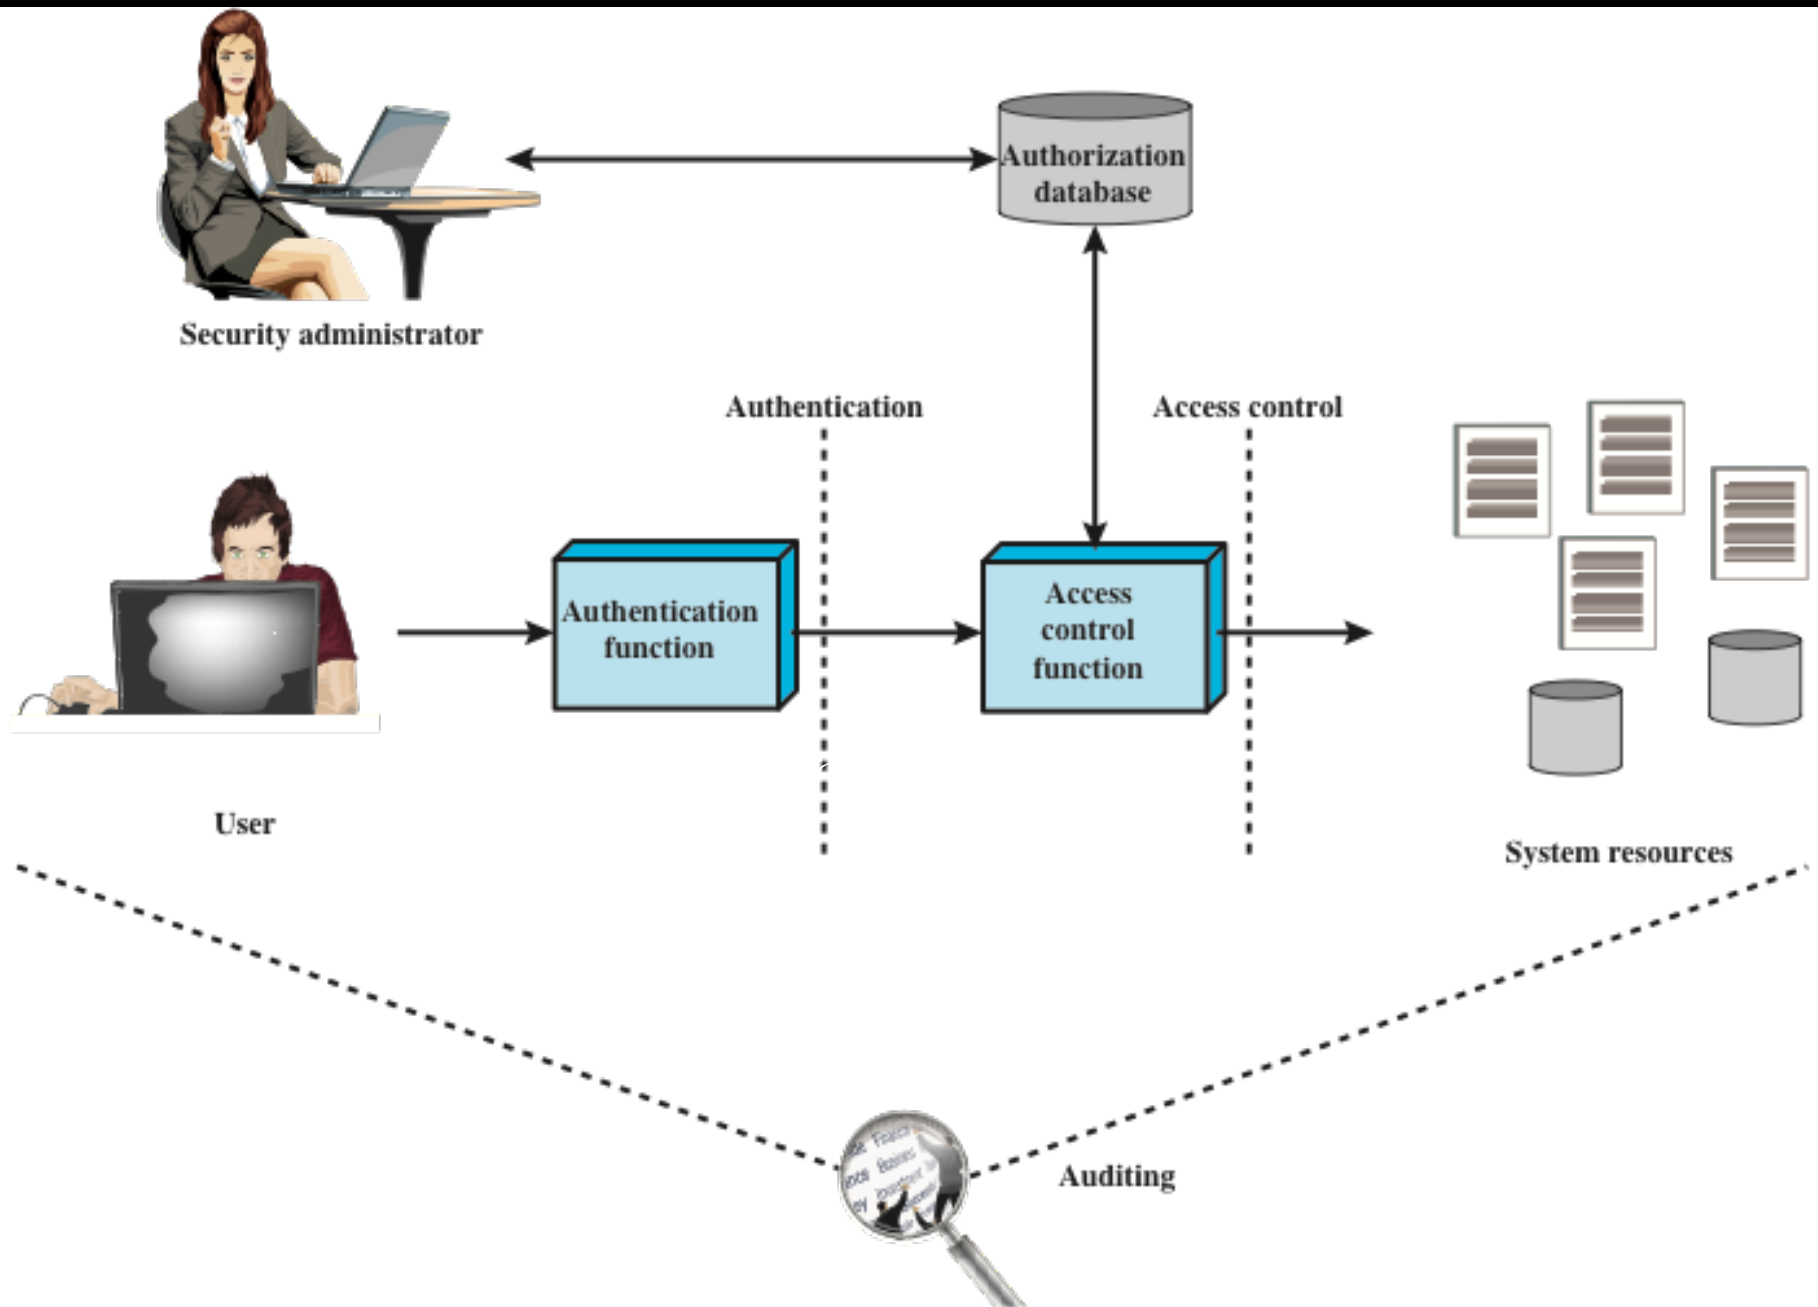 Authorization
database
Security administrator
Authentication
Access control
Authentication
function
Access
control
function
User
System resources
Auditing